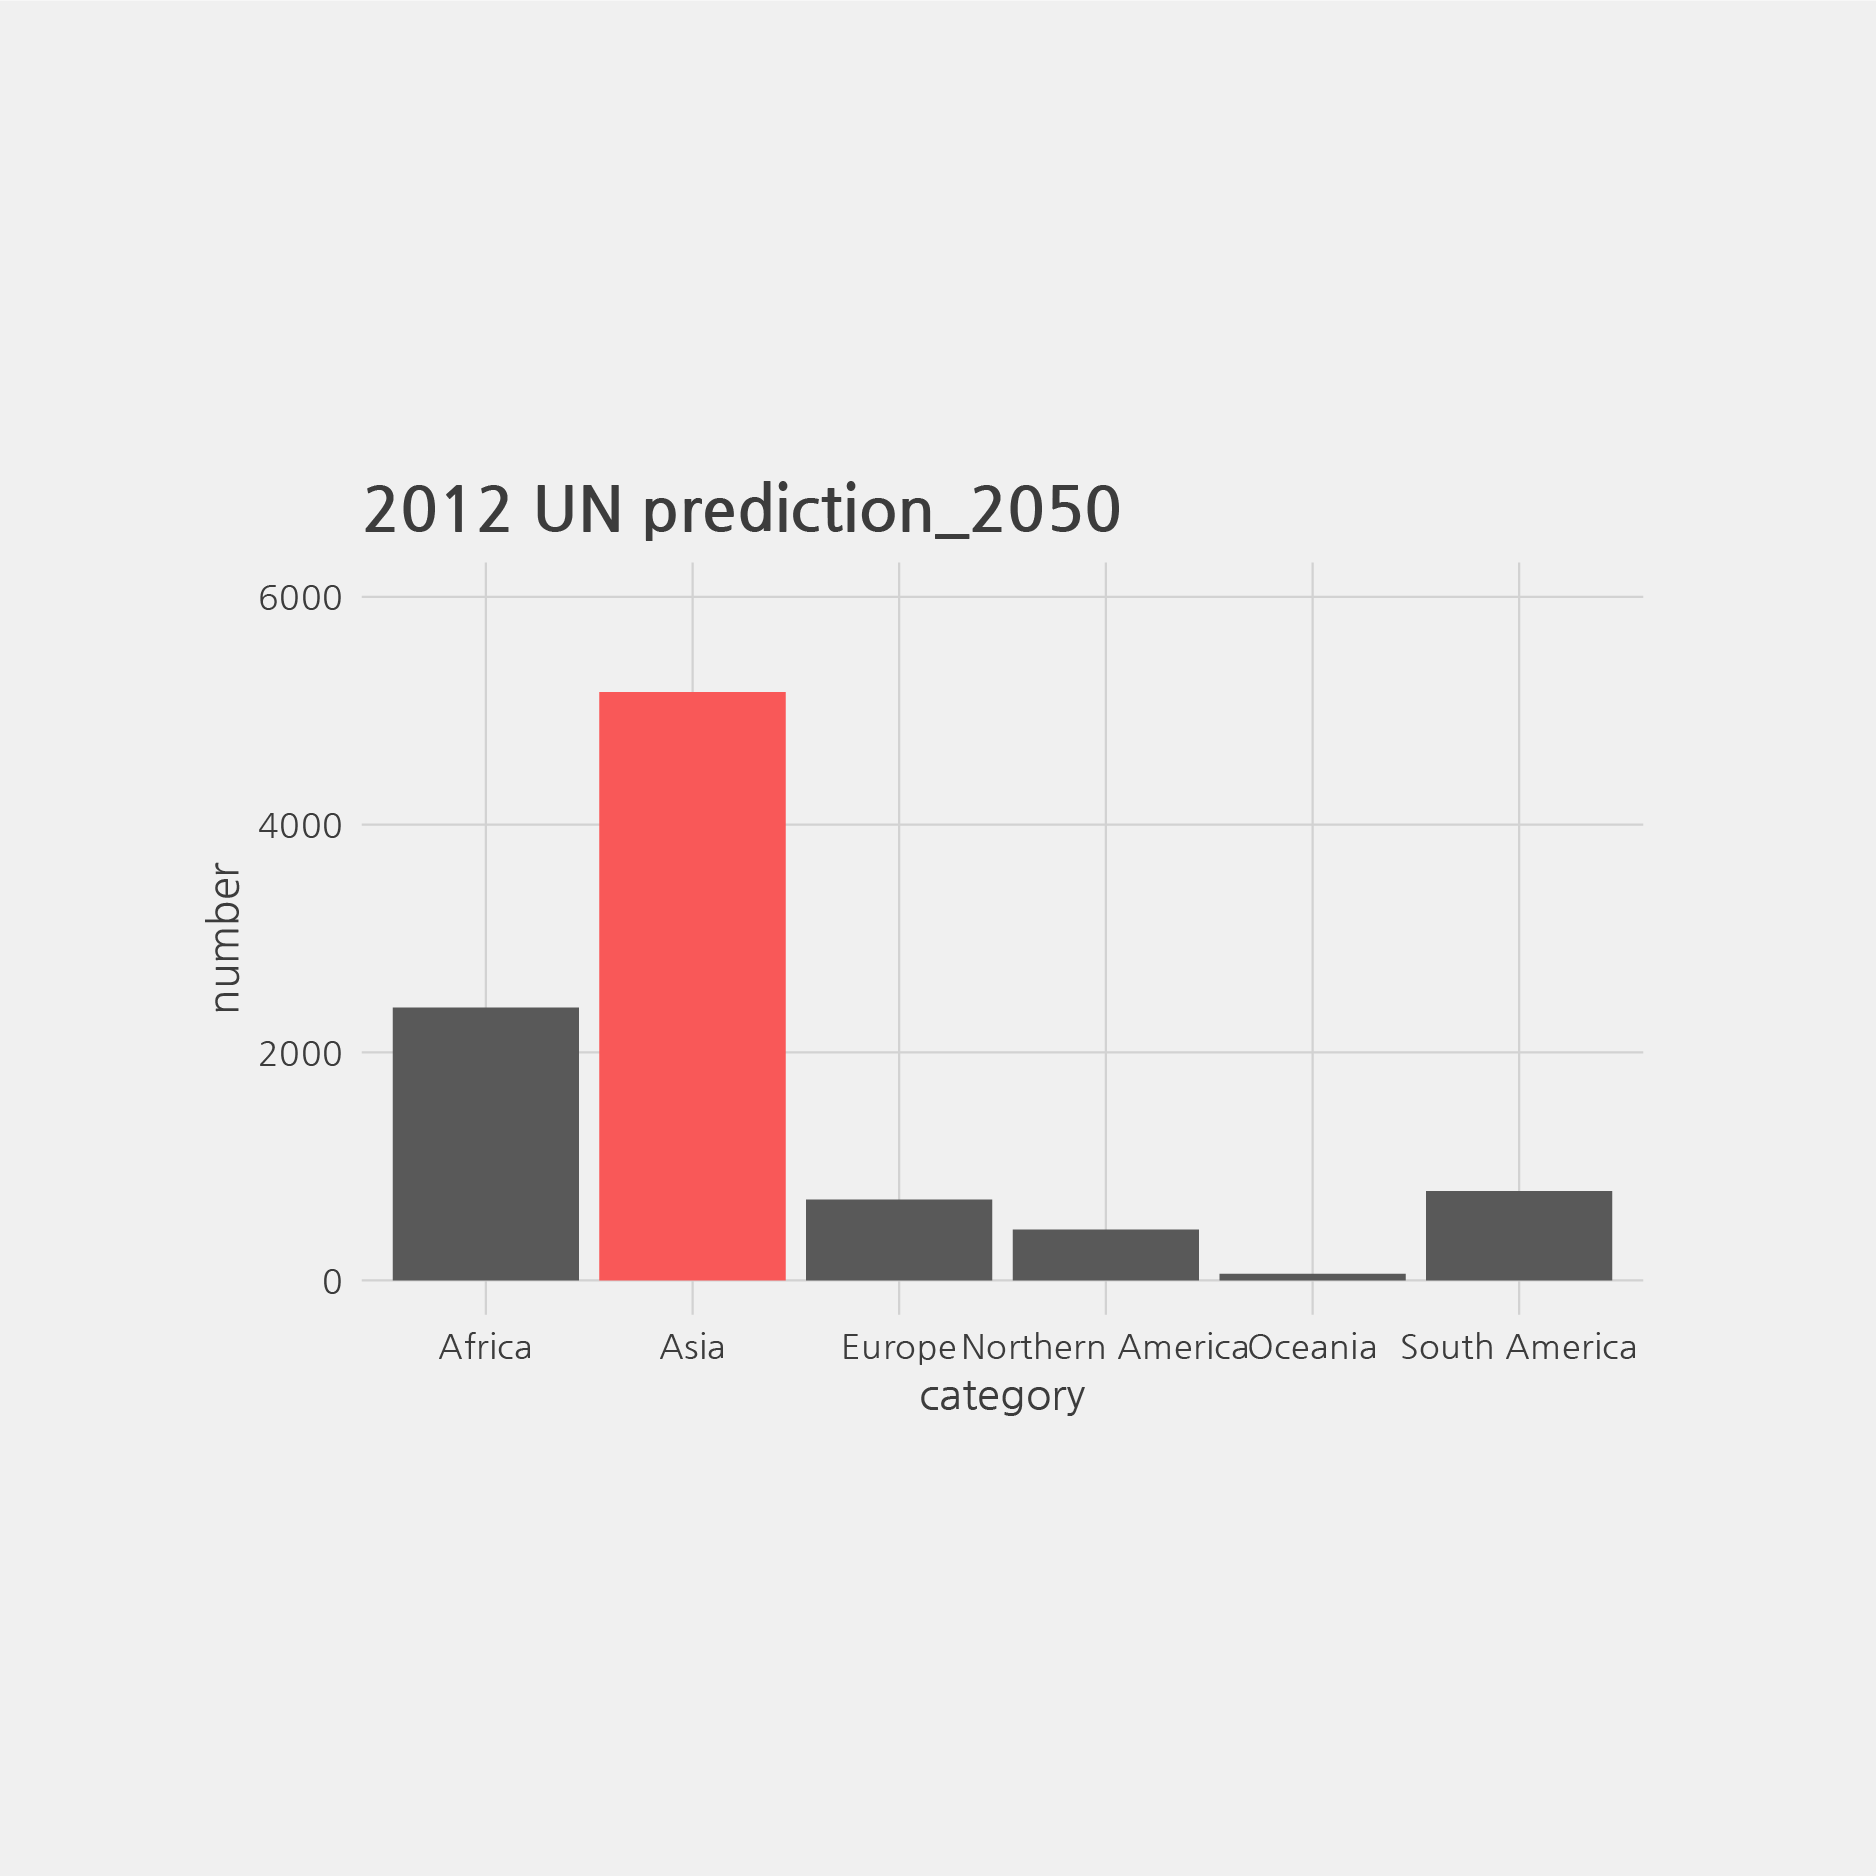 2012 UN prediction_2050
6000
4000
2000
0
number
Africa Asia Europe Northern America Oceania South America
category